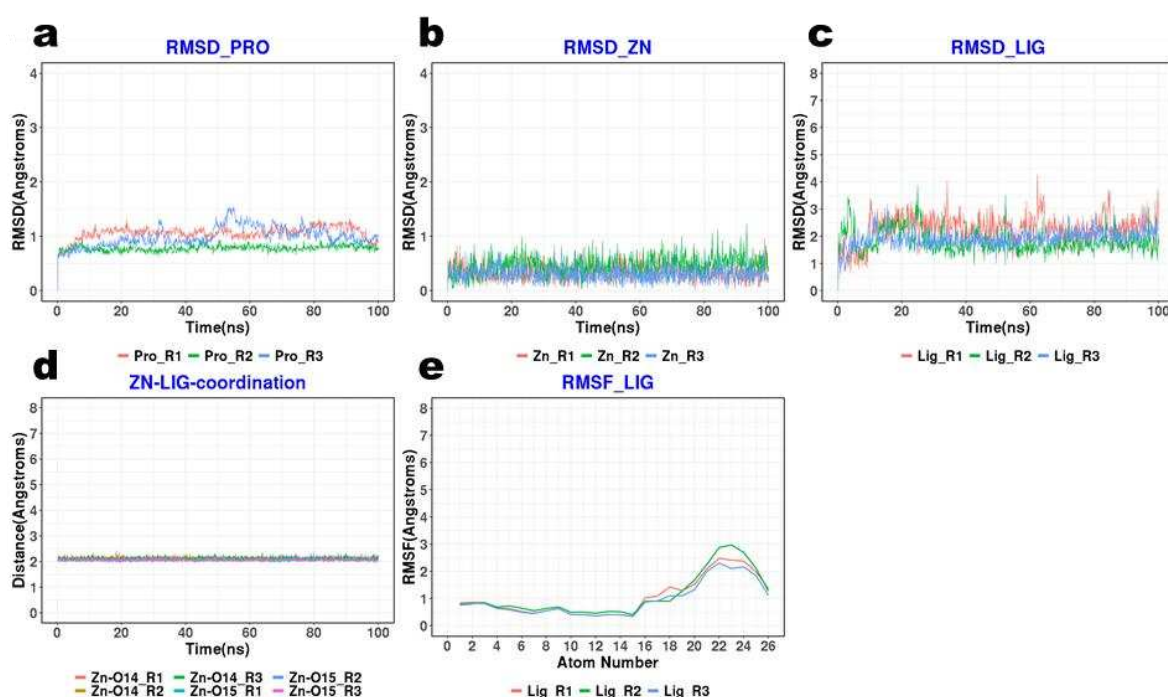 a
RMSD_PRO
RMSD(Angstroms)
4
3
2
1
0
0 20 40 60 80 100
Time(ns)
Pro_R1 Pro_R2 Pro_R3
b
RMSD_ZN
RMSD(Angstroms)
4
3
2
1
0
0 20 40 60 80 100
Time(ns)
Zn_R1 Zn_R2 Zn_R3
c
RMSD_LIG
RMSD(Angstroms)
8
7
6
5
4
3
2
1
0
0 20 40 60 80 100
Time(ns)
Lig_R1 Lig_R2 Lig_R3
d
ZN-LIG-coordination
Distance(Angstroms)
8
7
6
5
4
3
2
1
0
0 20 40 60 80 100
Time(ns)
Zn-O14_R1 Zn-O14_R3 Zn-O15_R2
Zn-O14_R2 Zn-O15_R1 Zn-O15_R3
e
RMSF_LIG
RMSF(Angstroms)
8
7
6
5
4
3
2
1
0
0 2 4 6 8 10 12 14 16 18 20 22 24 26
Atom Number
Lig_R1 Lig_R2 Lig_R3